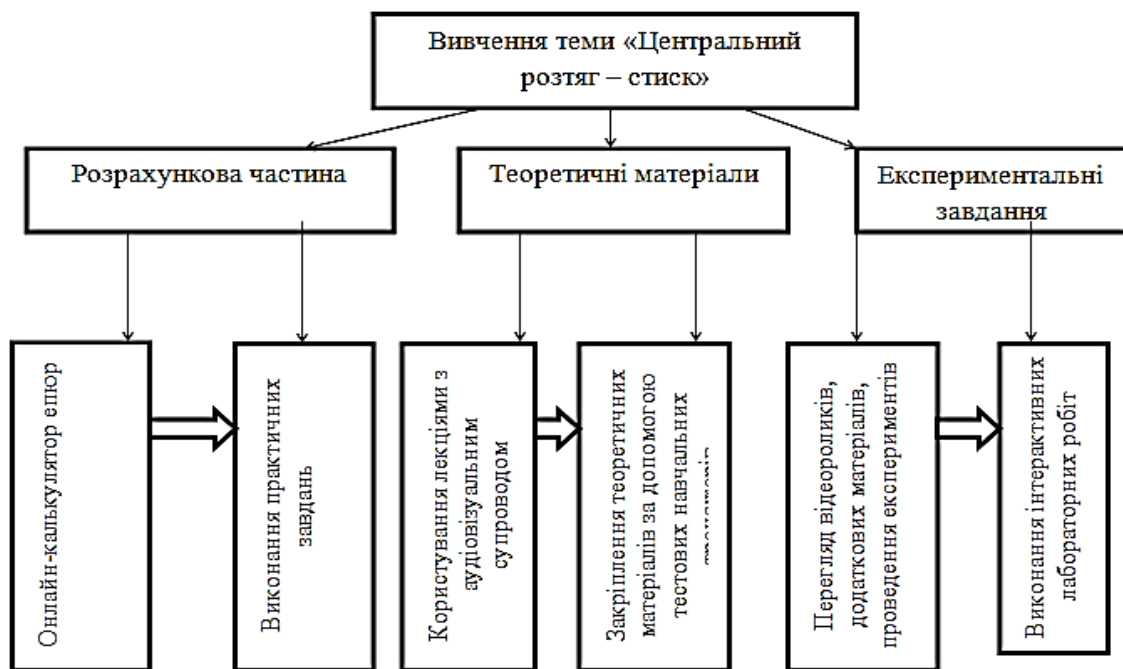 Вивчення теми «Центральний
розтяг – стиск»
Розрахункова частина
Теоретичні матеріали
Експериментальні
завдання
Онлайн-калькулятор епюр
Виконання практичних
завдань
Користування лекціями з
аудіовізуальним
супроводом
Закріплення теоретичних
матеріалів за допомогою
тестових навчальних
Перегляд відеороликів,
додаткових матеріалів,
проведення експериментів
Виконання інтерактивних
лабораторних робіт